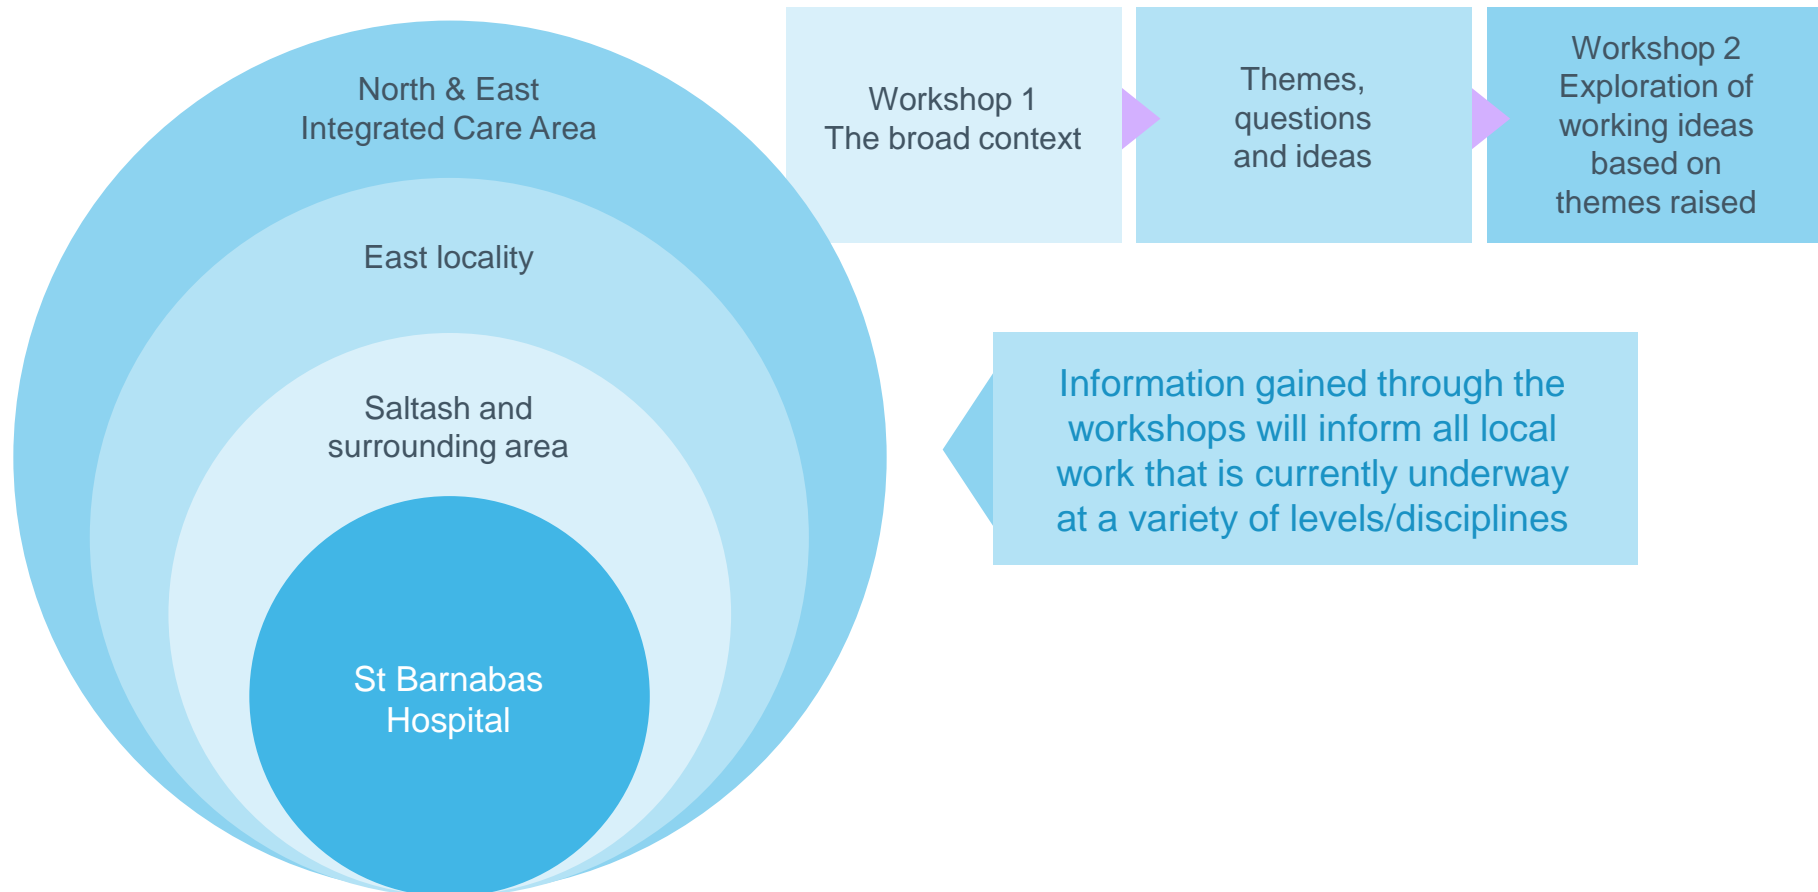 North & East
Integrated Care Area
East locality
Saltash and
surrounding area
St Barnabas
Hospital
Workshop 1
The broad context
Themes,
questions
and ideas
Workshop 2
Exploration of
working ideas
based on
themes raised
Information gained through the
workshops will inform all local
work that is currently underway
at a variety of levels/disciplines